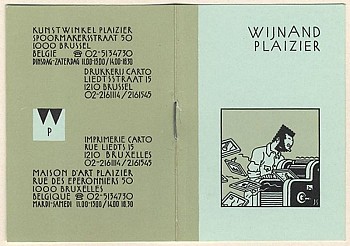 KUNSTWINKEL PLAIZIER
SPOORMAKERSSTRAAT 50
1000 BRUSSEL
BELGIE ☎ 02-5134730
DINSDAG-ZATERDAG 11.00-13.00/14.00-18.30
DRUKKERIJ CARTO
LIEDTSSTRAAT 15
1210 BRUSSEL
02-2161114/2161545
P
IMPRIMERIE CARTO
RUE LIEDTS 15
1210 BRUXELLES
02-2161114/2161545
MAISON D'ART PLAIZIER
RUE DES EPERONNIERS 50
1000 BRUXELLES
BELGIQUE ☎ 02-5134730
MARDI-SAMEDI 11.00-13.00/14.00 18.30
WIJNAND
PLAIZIER